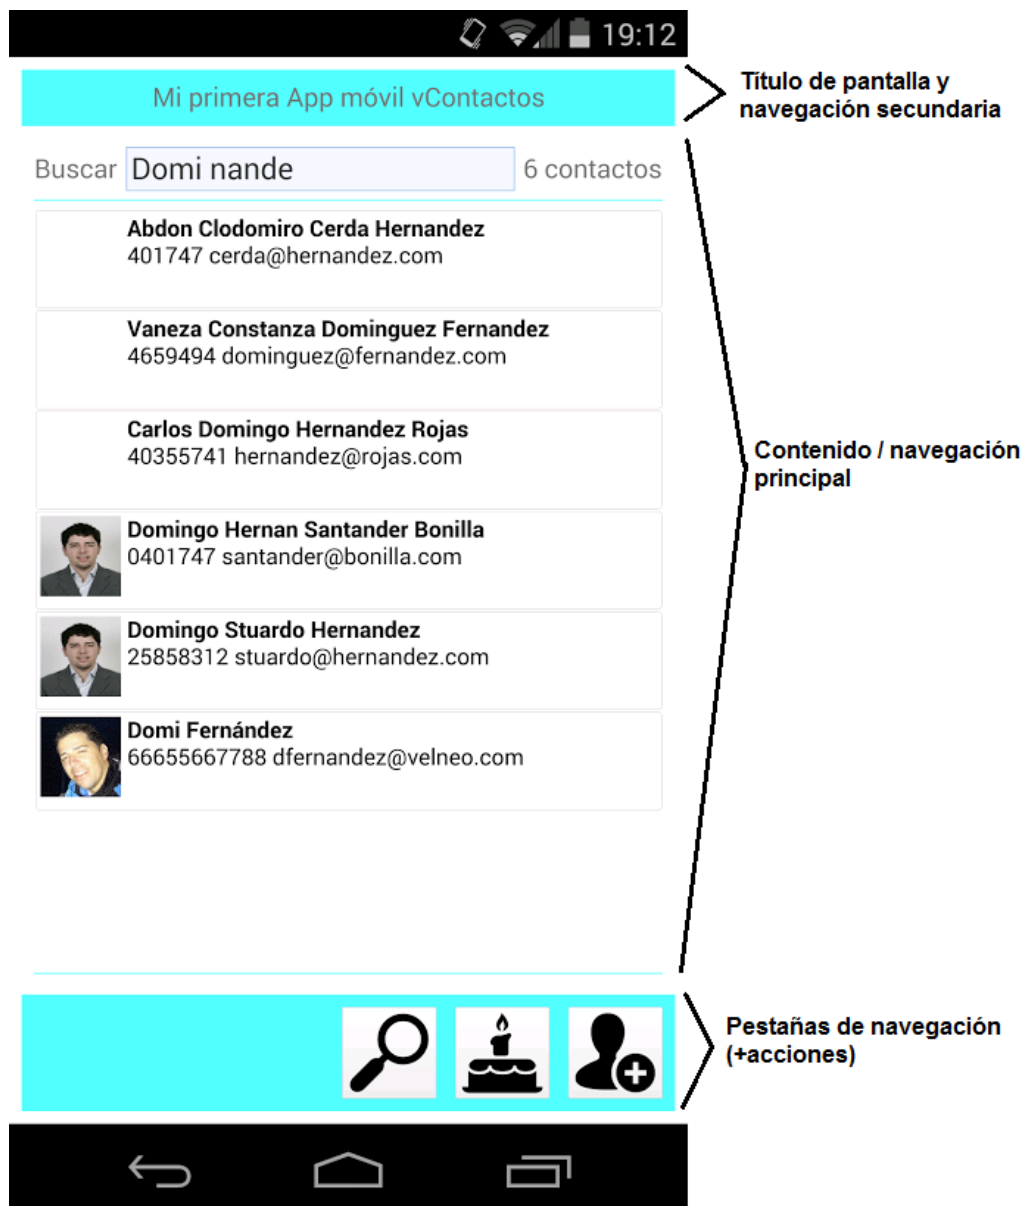 19:12
Mi primera App móvil vContactos
Título de pantalla y
navegación secundaria
Buscar Domi nande 6 contactos
Abdon Clodomiro Cerda Hernandez
401747 cerda@hernandez.com
Vaneza Constanza Dominguez Fernandez
4659494 dominguez@fernandez.com
Carlos Domingo Hernandez Rojas
40355741 hernandez@rojas.com
Contenido / navegación
principal
Domingo Hernan Santander Bonilla
0401747 santander@bonilla.com
Domingo Stuardo Hernandez
25858312 stuardo@hernandez.com
Domi Fernández
66655667788 dfernandez@velneo.com
Pestañas de navegación
(+acciones)